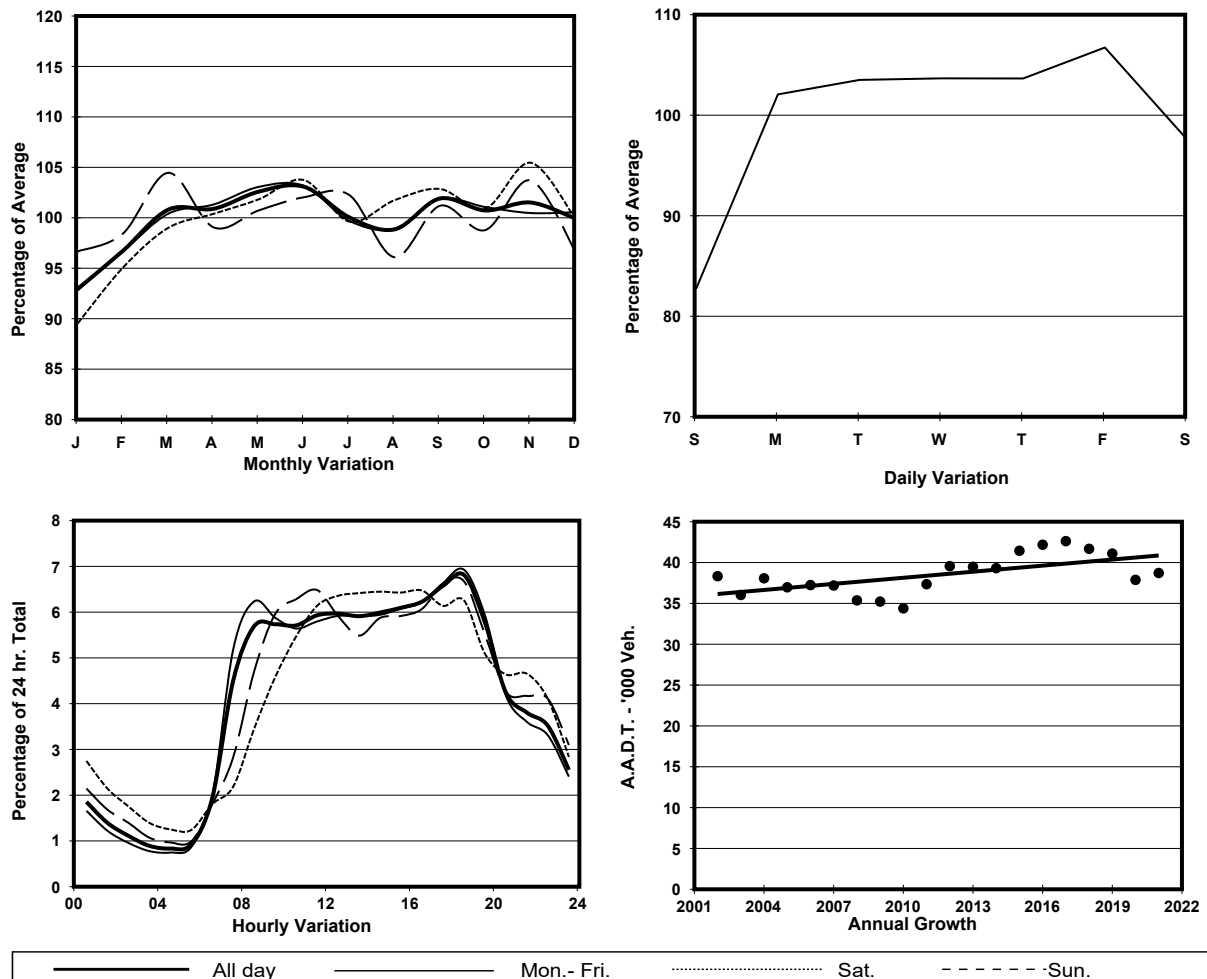 120
115
110
105
100
95
90
85
80
Percentage of Average
J F M A M J J A S O N D
Monthly Variation
110
100
90
80
70
Percentage of Average
S M T W T F S
Daily Variation
8
7
6
5
4
3
2
1
0
Percentage of 24 hr. Total
00 04 08 12 16 20 24
Hourly Variation
45
40
35
30
25
20
15
10
5
0
A.A.D.T. - '000 Veh.
2001 2004 2007 2010 2013 2016 2019 2022
Annual Growth
All day Mon.- Fri. Sat. Sun.